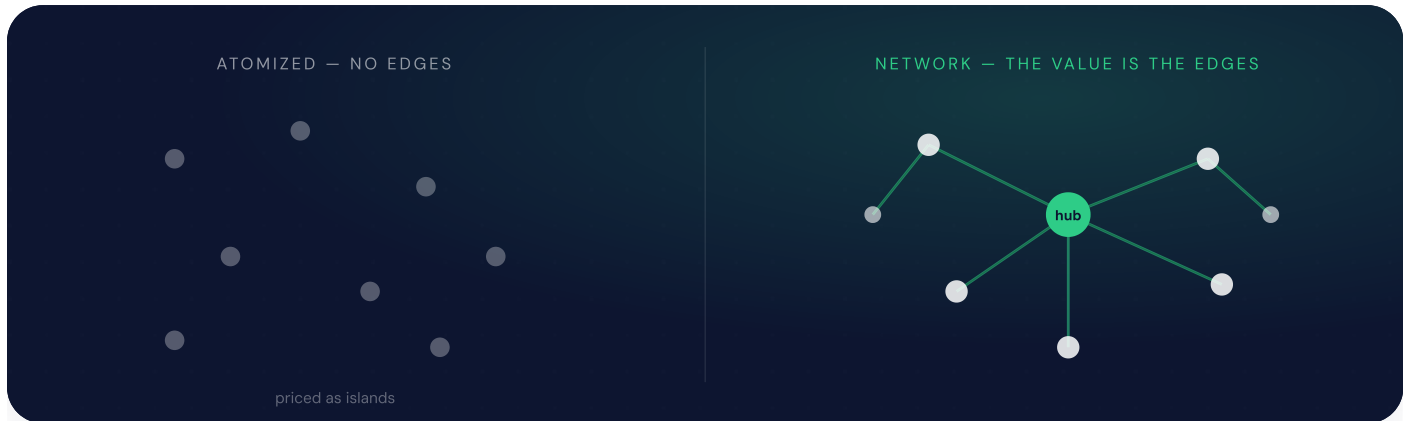 ATOMIZED — NO EDGES
priced as islands
NETWORK — THE VALUE IS THE EDGES
hub